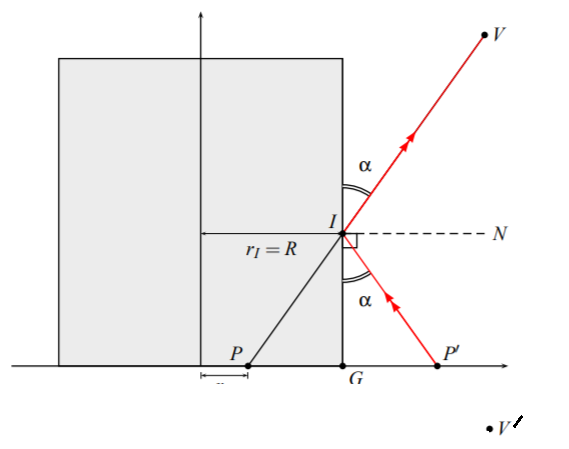 V
α
I
N
r_I = R
α
P
P′
G
V′